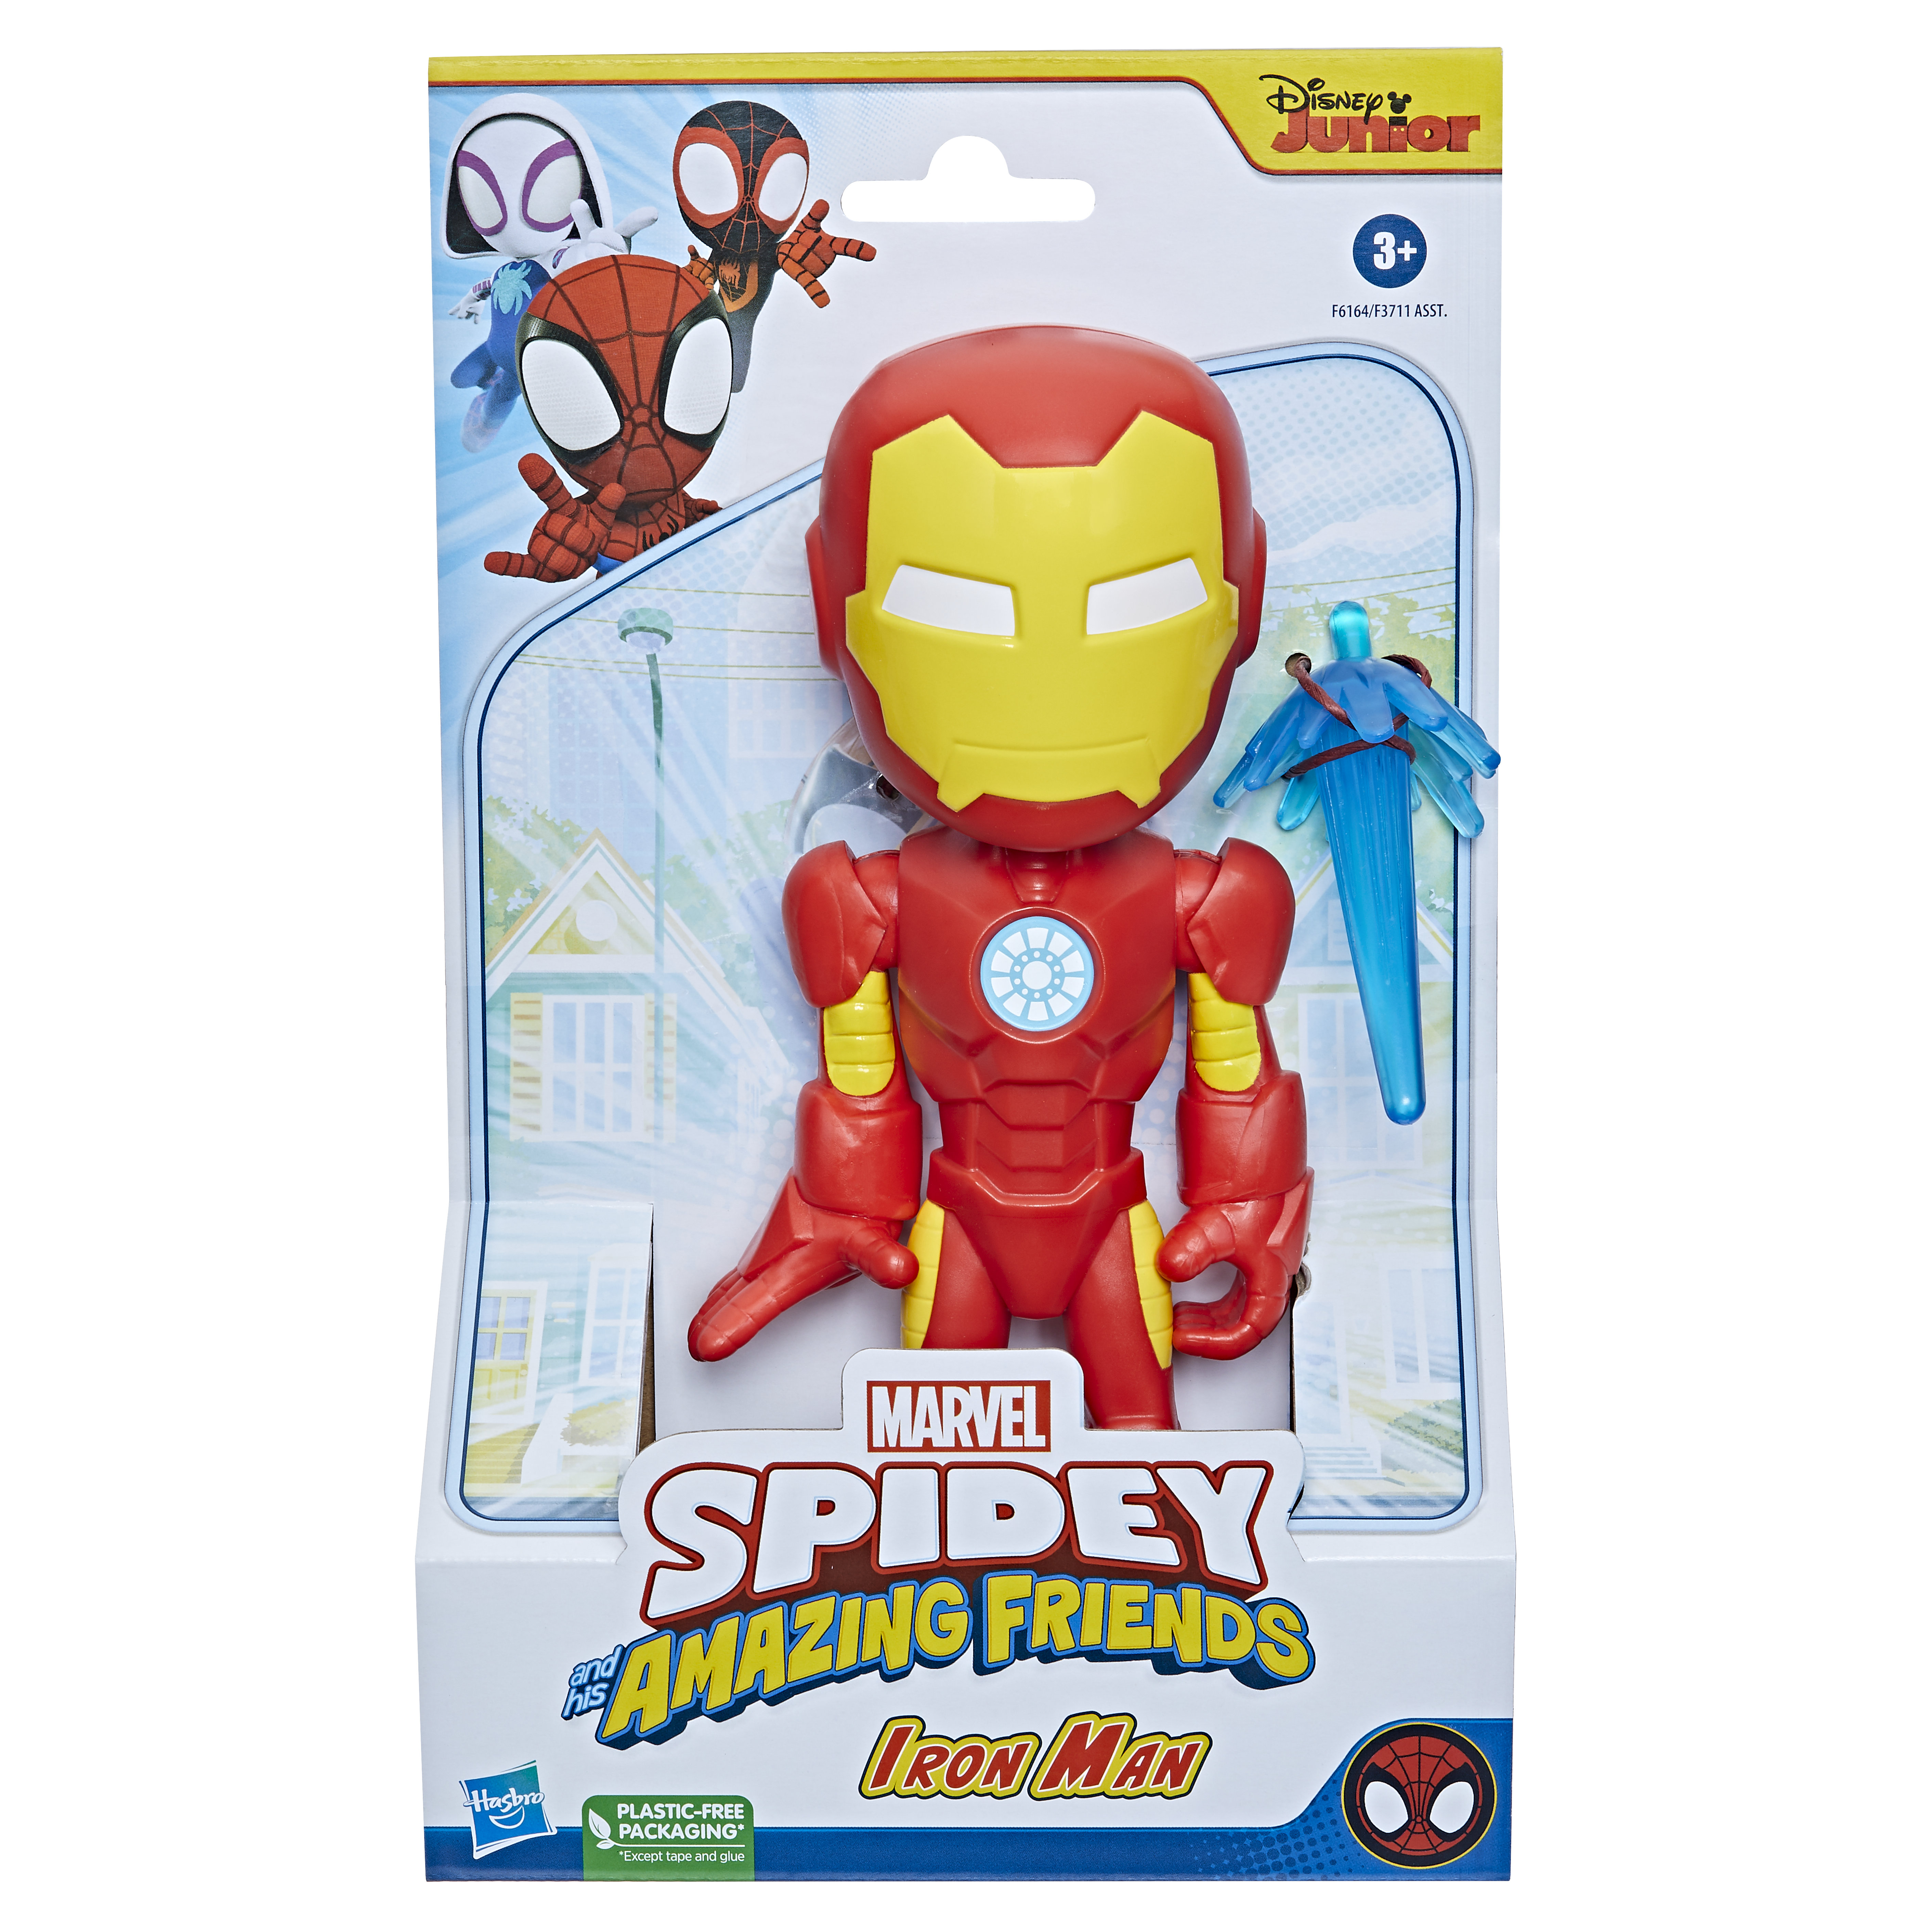 Disney
Junior
3+
F6164/F3711 ASST.
MARVEL
SPIDEY
and his AMAZING FRIENDS
IRON MAN
Hasbro
PLASTIC-FREE
PACKAGING*
*Except tape and glue